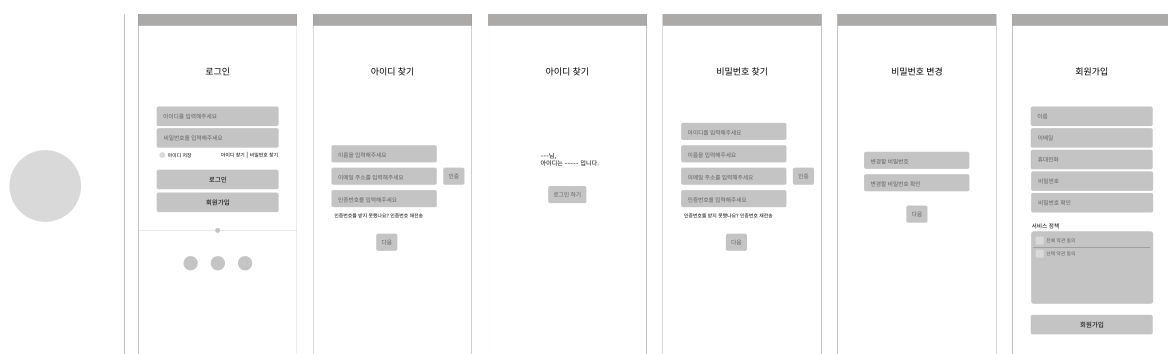 로그인
아이디를 입력해주세요
비밀번호를 입력해주세요
아이디 저장
아이디 찾기 | 비밀번호 찾기
로그인
회원가입
아이디 찾기
이름을 입력해주세요
이메일 주소를 입력해주세요
인증
인증번호를 입력해주세요
인증번호를 받지 못했나요? 인증번호 재전송
다음
아이디 찾기
---님,
아이디는 ----- 입니다.
로그인 하기
비밀번호 찾기
아이디를 입력해주세요
이름을 입력해주세요
이메일 주소를 입력해주세요
인증
인증번호를 입력해주세요
인증번호를 받지 못했나요? 인증번호 재전송
다음
비밀번호 변경
변경할 비밀번호
변경할 비밀번호 확인
다음
회원가입
이름
이메일
휴대전화
비밀번호
비밀번호 확인
서비스 정책
전체 약관 동의
선택 약관 동의
회원가입